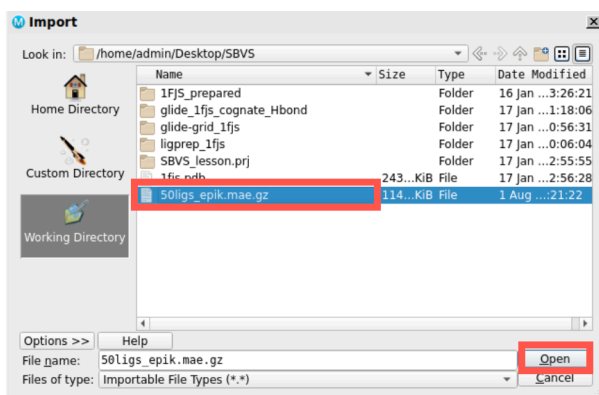 Import
Look in: /home/admin/Desktop/SBVS
Name Size Type Date Modified
Home Directory
Custom Directory
Working Directory
1FJS_prepared Folder 16 Jan ...3:26:21
glide_1fjs_cognate_Hbond Folder 17 Jan ...1:18:06
glide-grid_1fjs Folder 17 Jan ...0:56:31
ligprep_1fjs Folder 17 Jan ...0:06:04
SBVS_lesson.prj Folder 17 Jan ...2:55:55
1fjs.pdb 243...KiB File 17 Jan ...2:56:28
50ligs_epik.mae.gz 114...KiB File 1 Aug ...:21:22
Options >> Help
File name: 50ligs_epik.mae.gz Open
Files of type: Importable File Types (*.*) Cancel